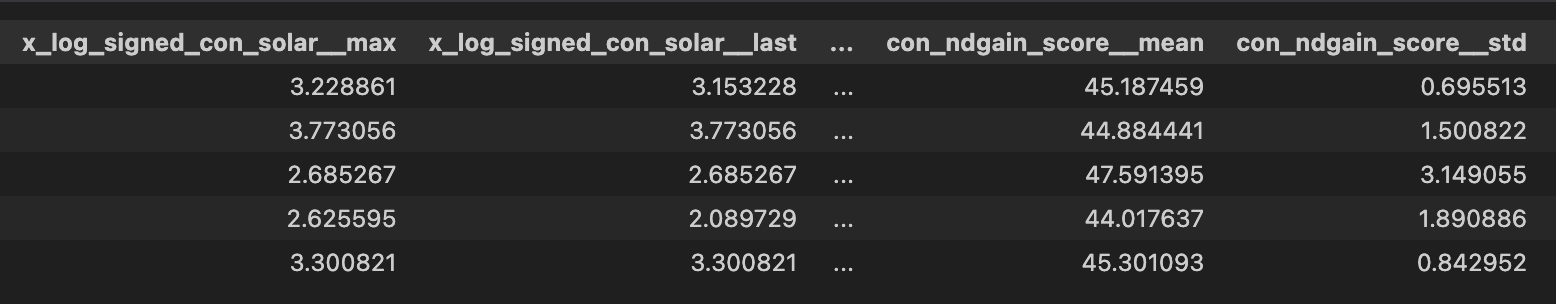 x_log_signed_con_solar__max x_log_signed_con_solar__last ... con_ndgain_score__mean con_ndgain_score__std
3.228861 3.153228 ... 45.187459 0.695513
3.773056 3.773056 ... 44.884441 1.500822
2.685267 2.685267 ... 47.591395 3.149055
2.625595 2.089729 ... 44.017637 1.890886
3.300821 3.300821 ... 45.301093 0.842952